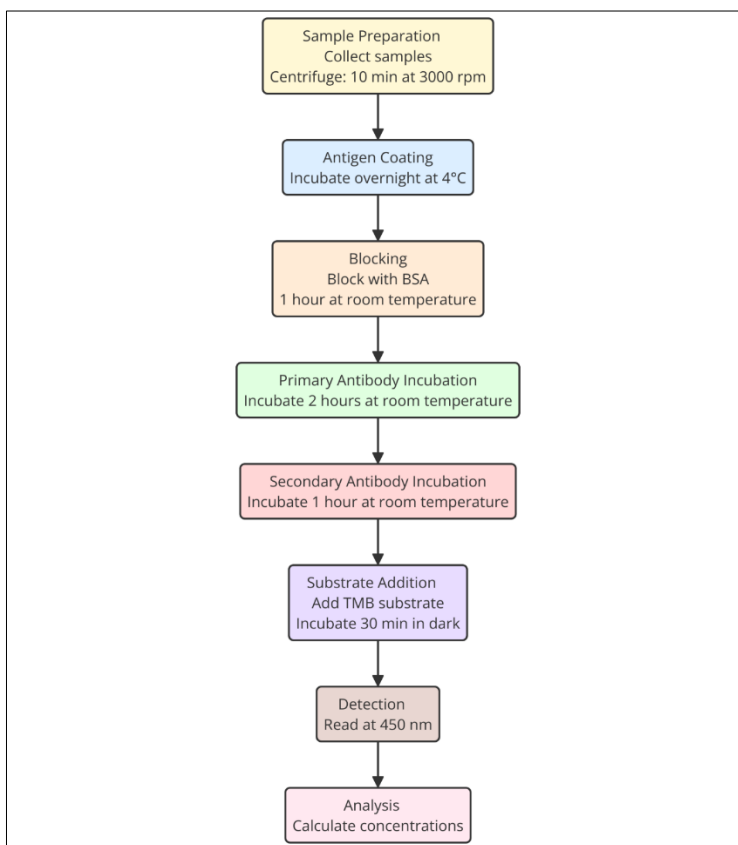 Sample Preparation
Collect samples
Centrifuge: 10 min at 3000 rpm
Antigen Coating
Incubate overnight at 4°C
Blocking
Block with BSA
1 hour at room temperature
Primary Antibody Incubation
Incubate 2 hours at room temperature
Secondary Antibody Incubation
Incubate 1 hour at room temperature
Substrate Addition
Add TMB substrate
Incubate 30 min in dark
Detection
Read at 450 nm
Analysis
Calculate concentrations